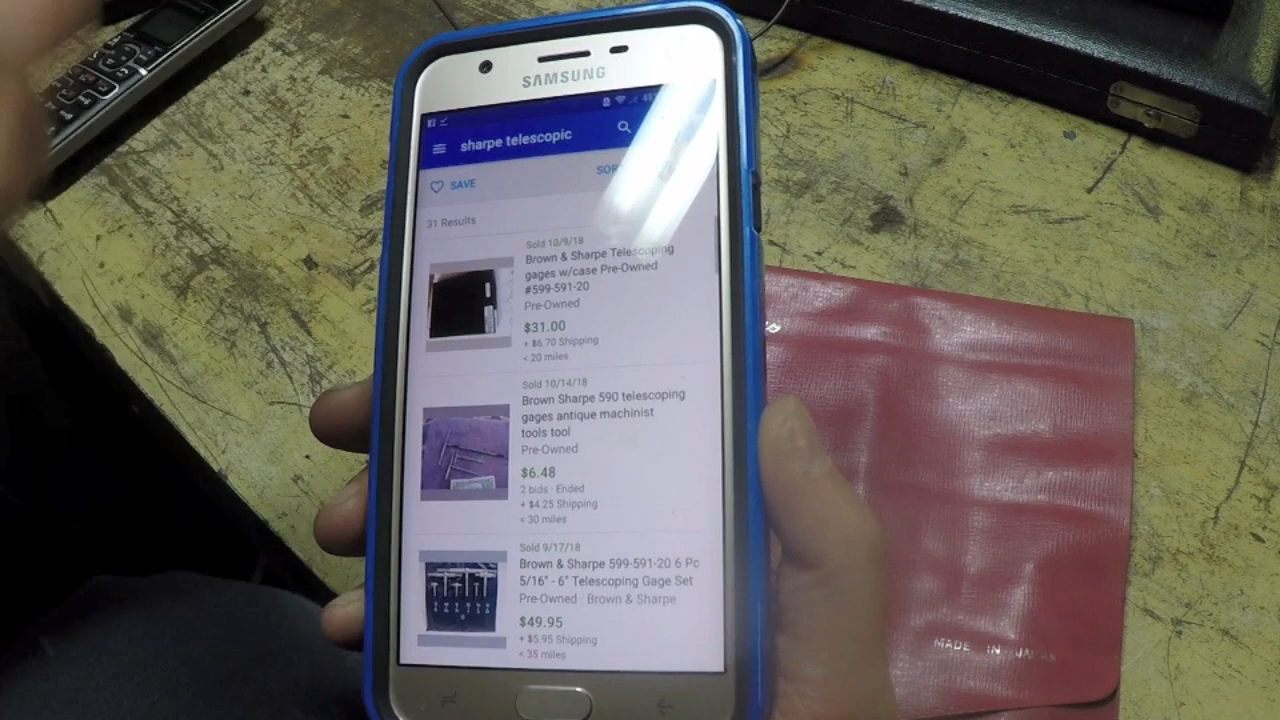 SAMSUNG
sharpe telescopic
SAVE
31 Results
Sold 10/9/18
Brown & Sharpe Telescoping
gages w/case Pre-Owned
#599-591-20
Pre-Owned
$31.00
+ $6.70 Shipping
< 20 miles
Sold 10/14/18
Brown Sharpe 590 telescoping
gages antique machinist
tools tool
Pre-Owned
$6.48
2 bids · Ended
+ $4.25 Shipping
< 30 miles
Sold 9/17/18
Brown & Sharpe 599-591-20 6 Pc
5/16" - 6" Telescoping Gage Set
Pre-Owned · Brown & Sharpe
$49.95
+ $5.95 Shipping
< 35 miles
MADE IN JAPAN